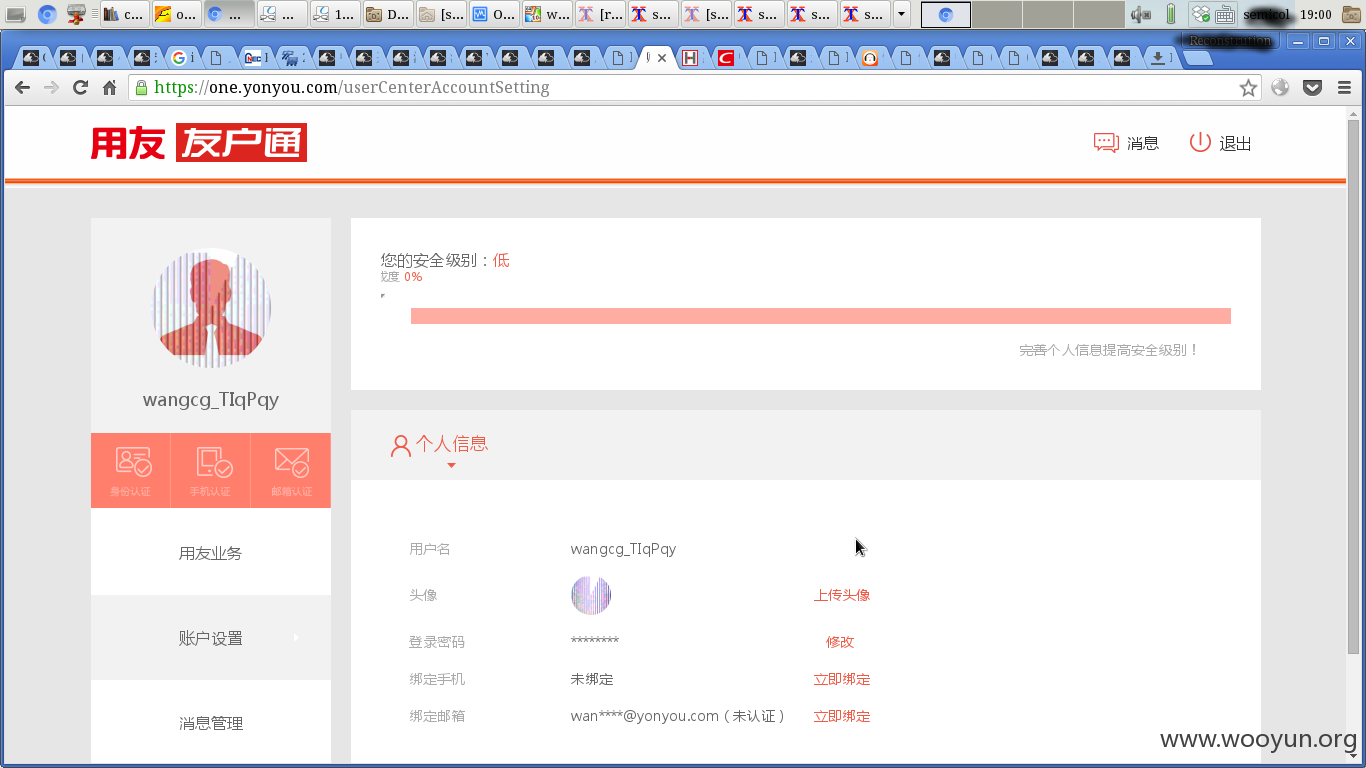 c...
o...
...
...
1...
D...
[s...
O...
w...
[r...
s...
[s...
s...
s...
s...
semicol
19:00
Reconstrution
https://one.yonyou.com/userCenterAccountSetting
用友 友户通
消息
退出
wangcg_TIqPqy
身份认证
手机认证
邮箱认证
用友业务
账户设置
消息管理
您的安全级别：低
度 0%
完善个人信息提高安全级别！
个人信息
用户名 wangcg_TIqPqy
头像 上传头像
登录密码 ******** 修改
绑定手机 未绑定 立即绑定
绑定邮箱 wan****@yonyou.com（未认证） 立即绑定
www.wooyun.org